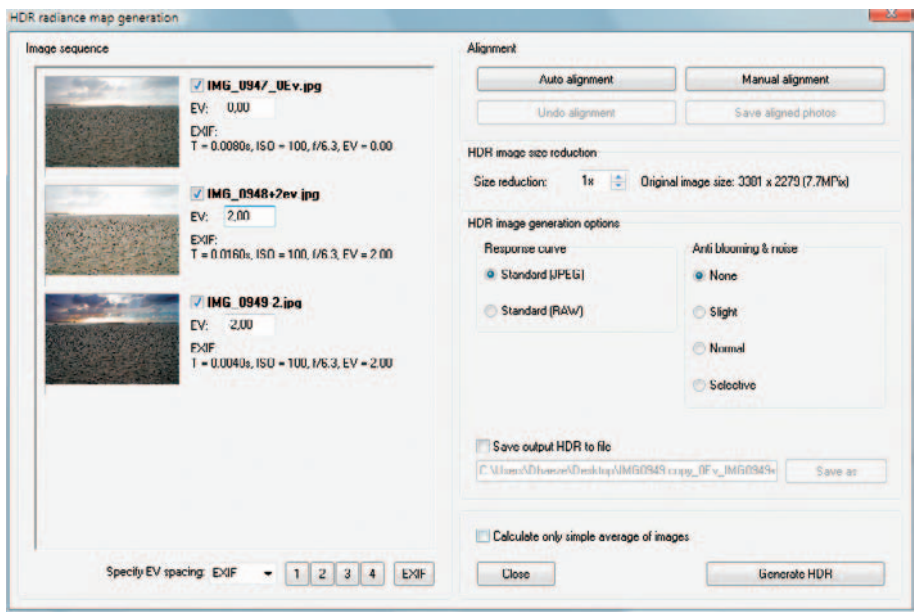 HDR radiance map generation
Image sequence
IMG_0947_0Ev.jpg
EV: 0,00
EXIF:
T = 0.0080s, ISO = 100, f/6.3, EV = 0.00
IMG_0948+2ev.jpg
EV: 2,00
EXIF:
T = 0.0160s, ISO = 100, f/6.3, EV = 2.00
IMG_0949-2.jpg
EV: -2,00
EXIF
T = 0.0040s, ISO = 100, f/6.3, EV = 2.00
Specify EV spacing: EXIF 1 2 3 4 EXIF
Alignment
Auto alignment Manual alignment
Undo alignment Save aligned photos
HDR image size reduction
Size reduction: 1x Original image size: 3301 x 2279 (7.7MPix)
HDR image generation options
Response curve
Standard (JPEG)
Standard (RAW)
Anti blooming & noise
None
Slight
Normal
Selective
Save output HDR to file
C:\Users\Dhaeze\Desktop\IMG0949 copy_0Ev_IMG0949 Save as
Calculate only simple average of images
Close Generate HDR